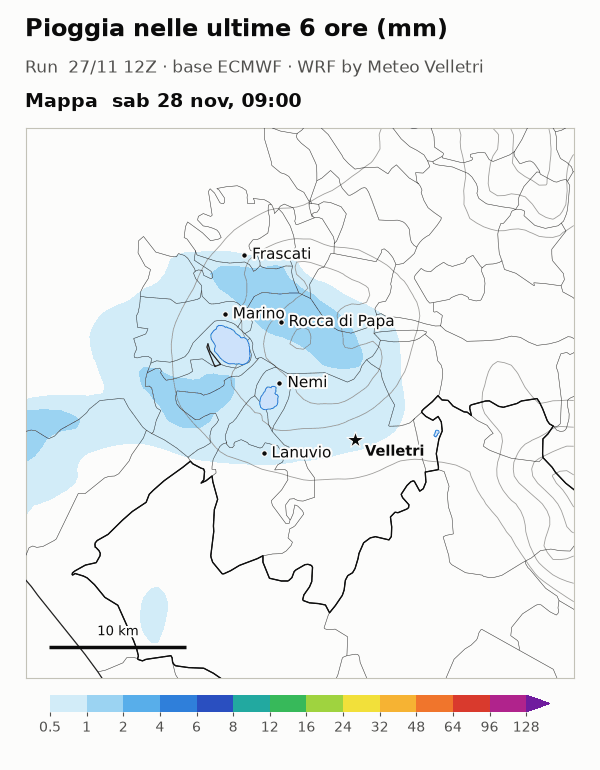 Pioggia nelle ultime 6 ore (mm)
Run 27/11 12Z · base ECMWF · WRF by Meteo Velletri
Mappa sab 28 nov, 09:00
Frascati
Marino
Rocca di Papa
Nemi
Velletri
Lanuvio
10 km
0.5 1 2 4 6 8 12 16 24 32 48 64 96 128